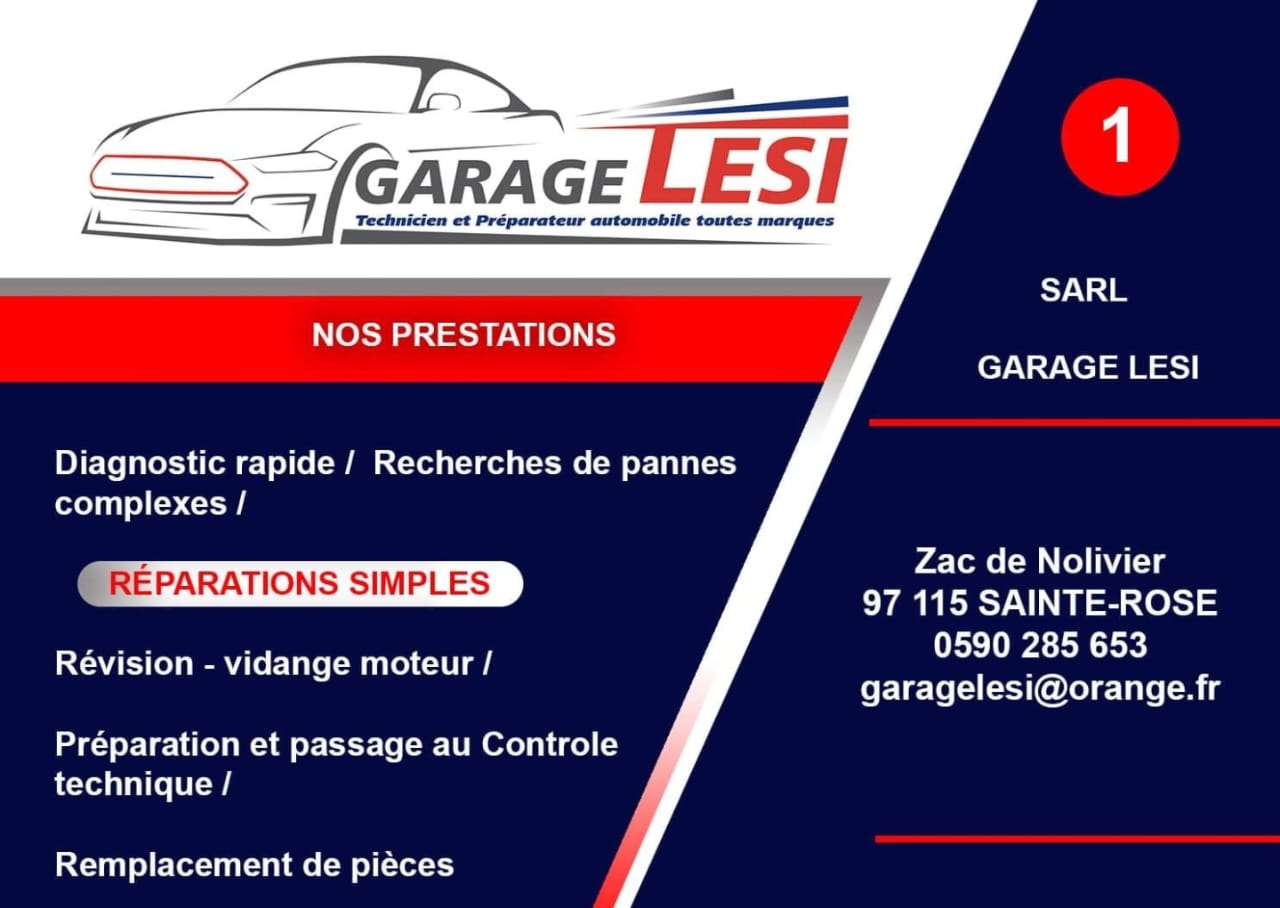 GARAGE LESI
Technicien et Préparateur automobile toutes marques
NOS PRESTATIONS
Diagnostic rapide / Recherches de pannes
complexes /
RÉPARATIONS SIMPLES
Révision - vidange moteur /
Préparation et passage au Controle
technique /
Remplacement de pièces
1
SARL
GARAGE LESI
Zac de Nolivier
97 115 SAINTE-ROSE
0590 285 653
garagelesi@orange.fr